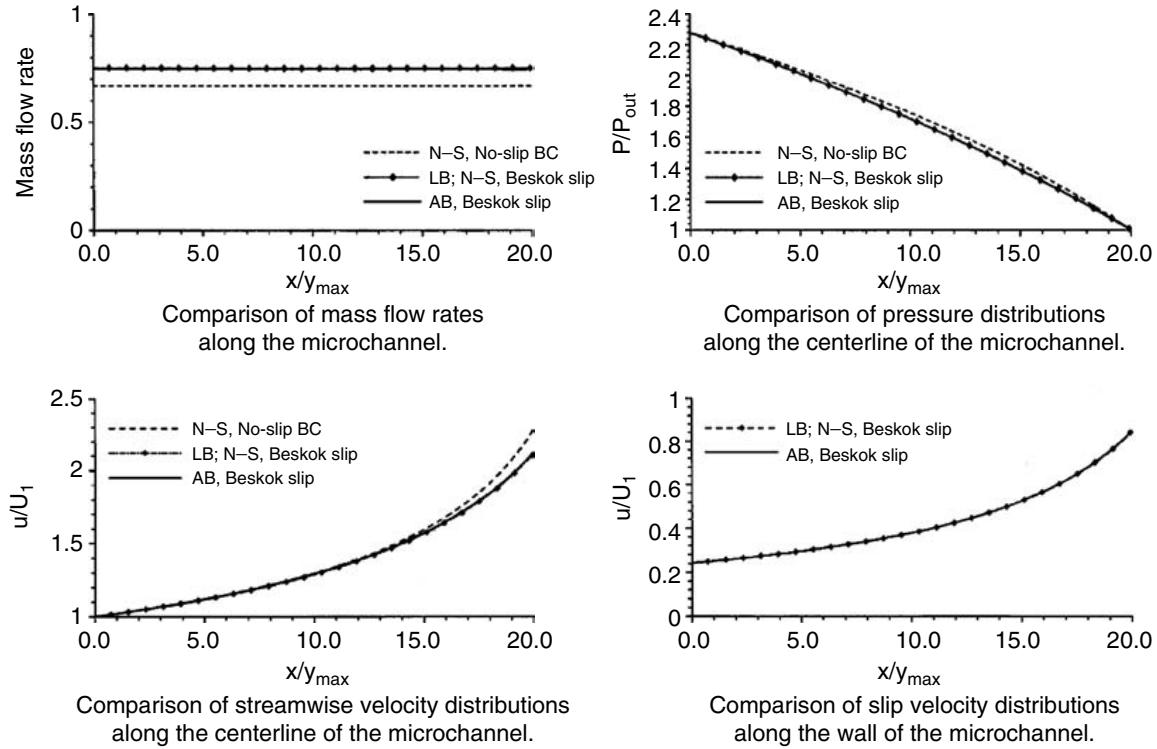 Mass flow rate
1
0.5
0
N–S, No-slip BC
LB; N–S, Beskok slip
AB, Beskok slip
0.0 5.0 10.0 15.0 20.0
x/ymax
Comparison of mass flow rates
along the microchannel.
P/Pout
2.4
2.2
2
1.8
1.6
1.4
1.2
1
N–S, No-slip BC
LB; N–S, Beskok slip
AB, Beskok slip
0.0 5.0 10.0 15.0 20.0
x/ymax
Comparison of pressure distributions
along the centerline of the microchannel.
u/U1
2.5
2
1.5
1
N–S, No-slip BC
LB; N–S, Beskok slip
AB, Beskok slip
0.0 5.0 10.0 15.0 20.0
x/ymax
Comparison of streamwise velocity distributions
along the centerline of the microchannel.
u/U1
1
0.8
0.6
0.4
0.2
0
LB; N–S, Beskok slip
AB, Beskok slip
0.0 5.0 10.0 15.0 20.0
x/ymax
Comparison of slip velocity distributions
along the wall of the microchannel.